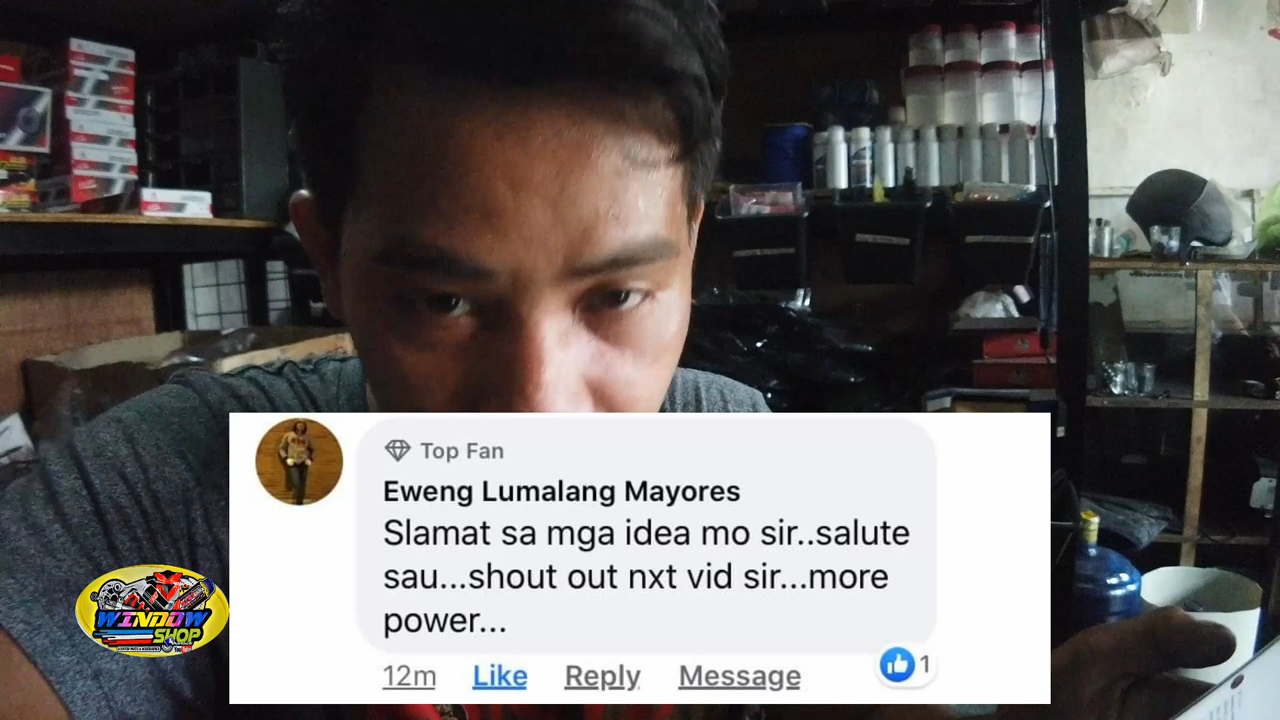 Top Fan
Eweng Lumalang Mayores
Slamat sa mga idea mo sir..salute
sau...shout out nxt vid sir...more
power...
12m Like Reply Message 1
WINDOW
SHOP